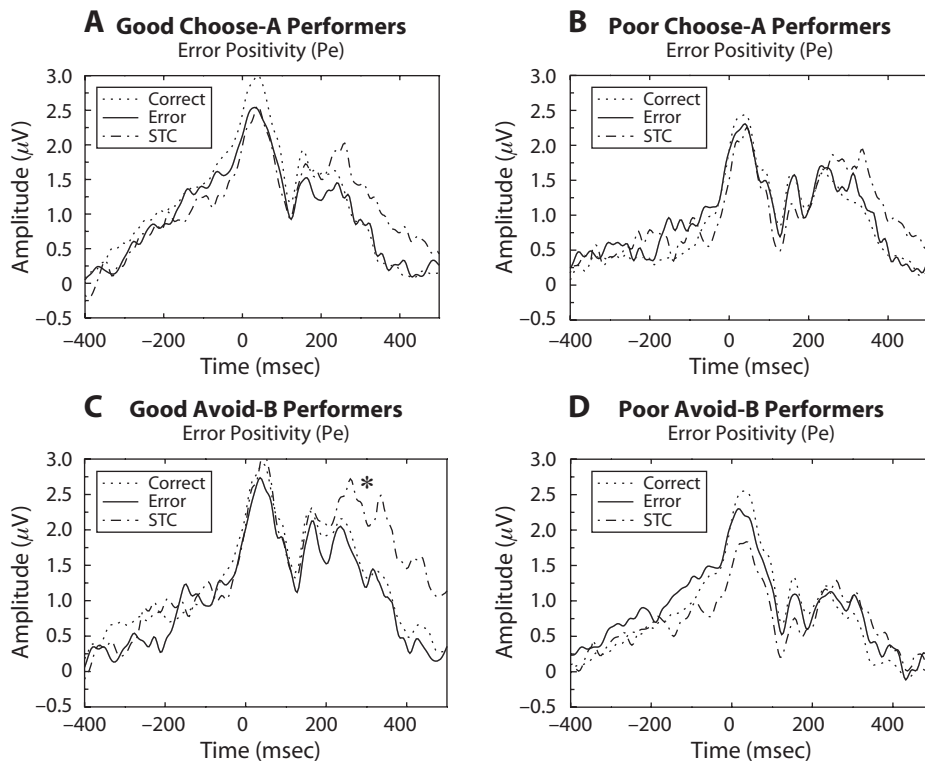 A Good Choose-A Performers
Error Positivity (Pe)
3.0
2.5
2.0
1.5
1.0
0.5
0
−0.5
Amplitude (μV)
Correct
Error
STC
−400 −200 0 200 400
Time (msec)
B Poor Choose-A Performers
Error Positivity (Pe)
3.0
2.5
2.0
1.5
1.0
0.5
0
−0.5
Amplitude (μV)
Correct
Error
STC
−400 −200 0 200 400
Time (msec)
C Good Avoid-B Performers
Error Positivity (Pe)
3.0
2.5
2.0
1.5
1.0
0.5
0
−0.5
Amplitude (μV)
Correct
Error
STC
*
−400 −200 0 200 400
Time (msec)
D Poor Avoid-B Performers
Error Positivity (Pe)
3.0
2.5
2.0
1.5
1.0
0.5
0
−0.5
Amplitude (μV)
Correct
Error
STC
−400 −200 0 200 400
Time (msec)